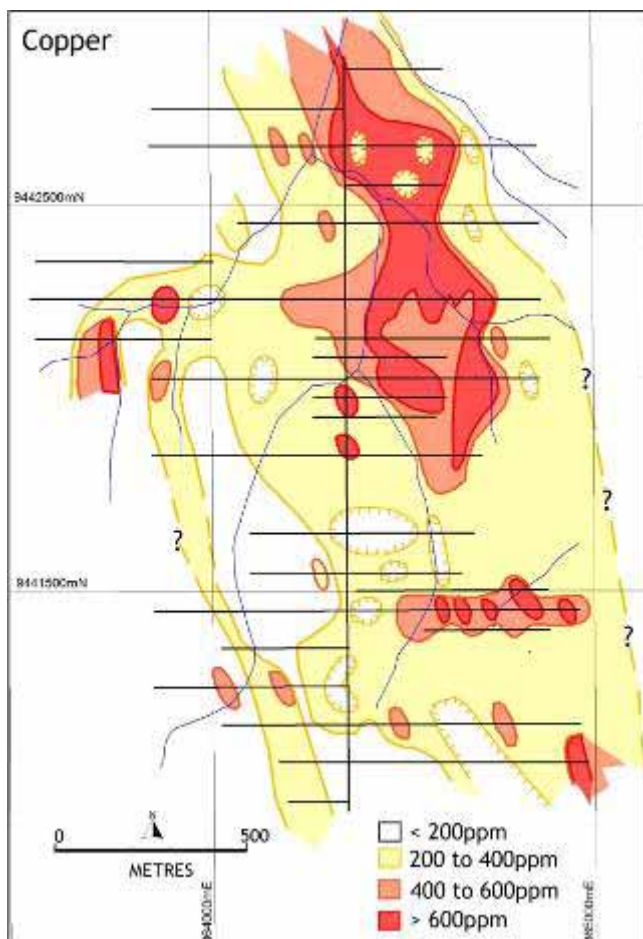 Copper
9442500mN
?
?
?
9441500mN
?
N
0 500
METRES
< 200ppm
200 to 400ppm
400 to 600ppm
> 600ppm